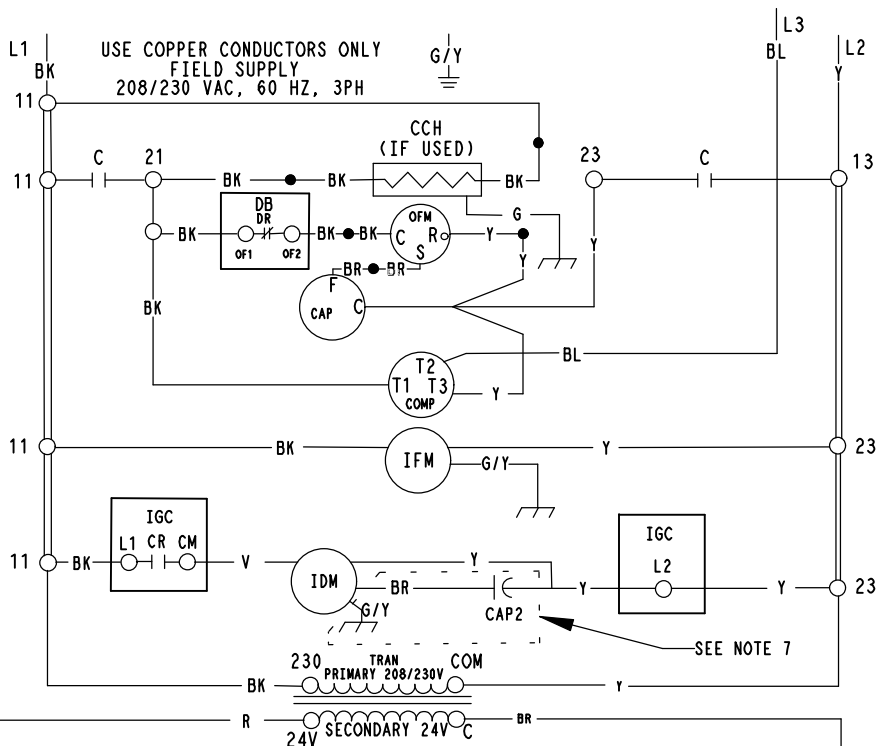 L1
BK
USE COPPER CONDUCTORS ONLY
FIELD SUPPLY
208/230 VAC, 60 HZ, 3PH
G/Y
L3
BL
L2
Y
11
CCH
(IF USED)
11
C
21
BK
BK
BK
23
C
13
DB
DR
OF1
OF2
BK
BK
BK
OFM
C
R
S
Y
G
Y
Y
BR
BR
F
CAP
C
BK
T2
T1
T3
COMP
BL
Y
11
BK
IFM
Y
23
G/Y
IGC
L1
CR
CM
11
BK
V
IDM
Y
BR
CAP2
G/Y
Y
IGC
L2
Y
23
SEE NOTE 7
230
TRAN
COM
PRIMARY 208/230V
BK
Y
R
24V
SECONDARY 24V
C
BR